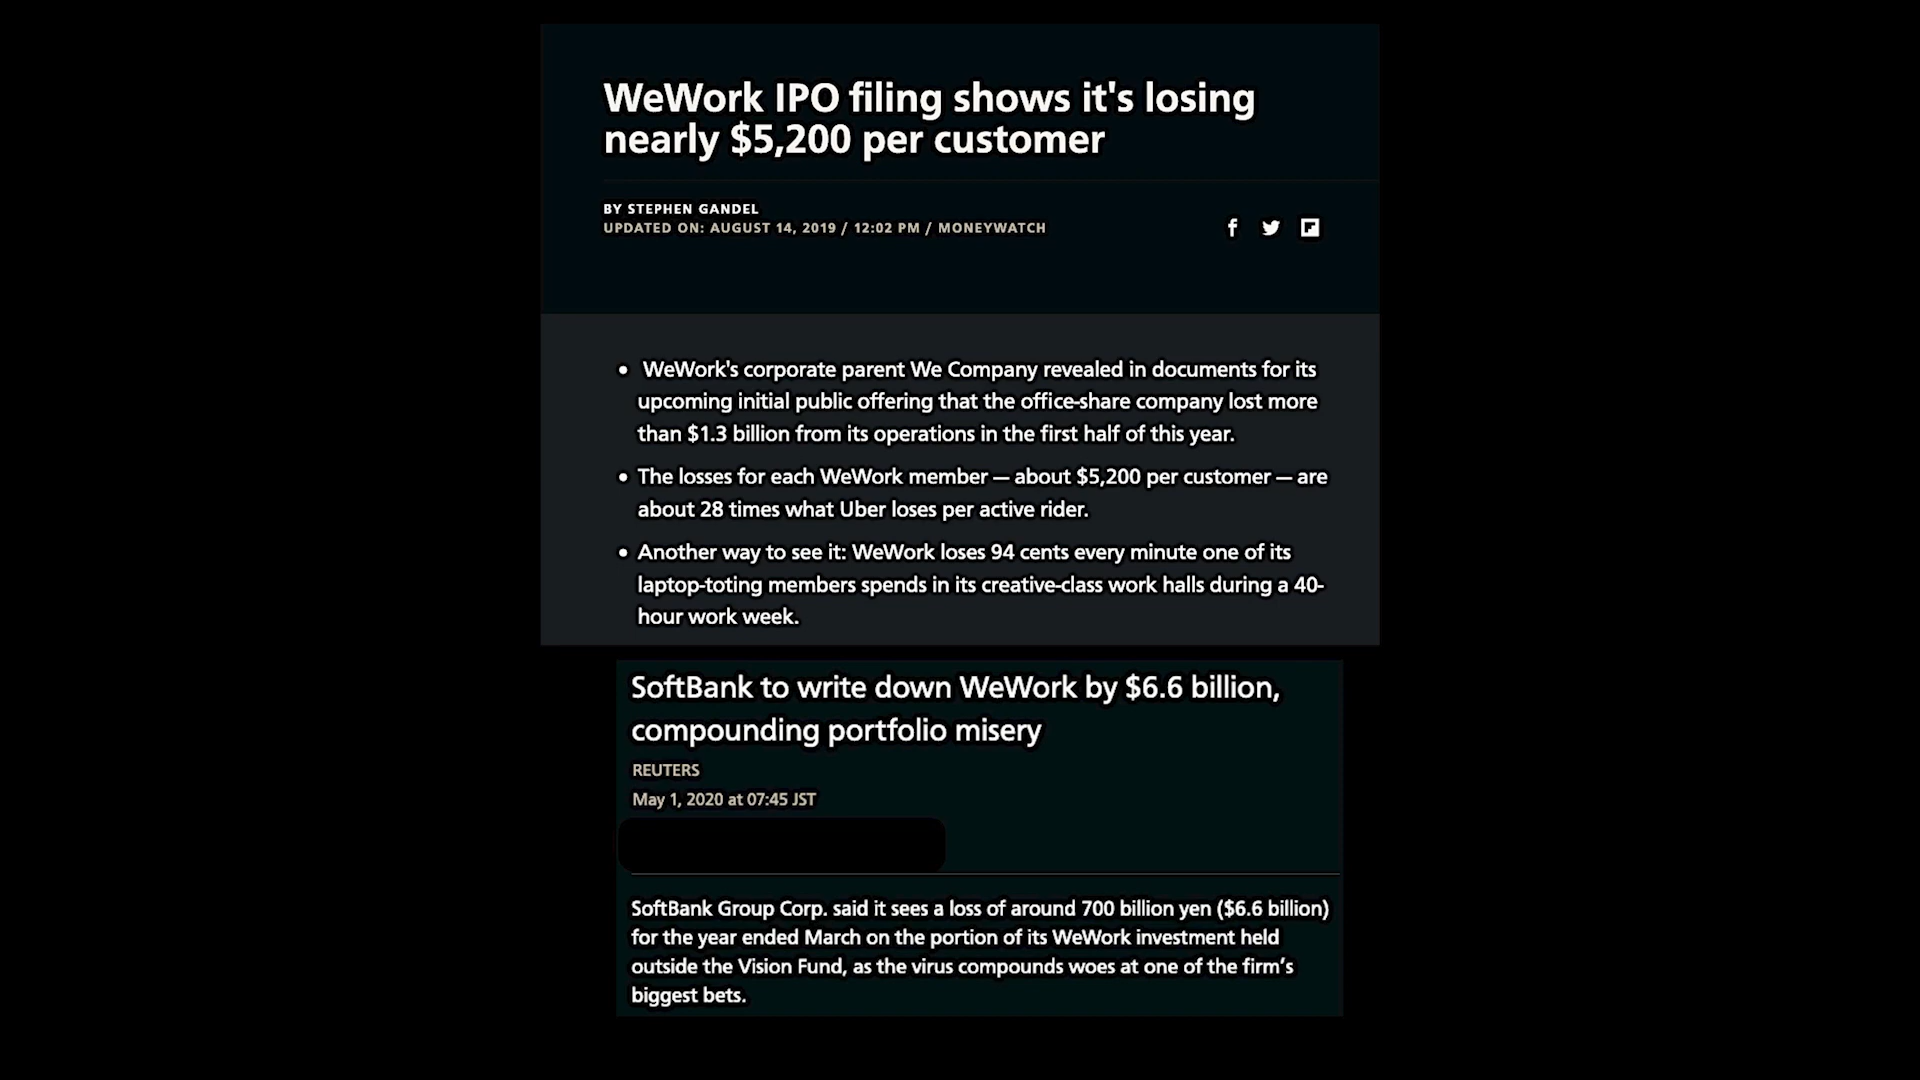 WeWork IPO filing shows it's losing
nearly $5,200 per customer
BY STEPHEN GANDEL
UPDATED ON: AUGUST 14, 2019 / 12:02 PM / MONEYWATCH
• WeWork's corporate parent We Company revealed in documents for its
upcoming initial public offering that the office-share company lost more
than $1.3 billion from its operations in the first half of this year.
• The losses for each WeWork member — about $5,200 per customer — are
about 28 times what Uber loses per active rider.
• Another way to see it: WeWork loses 94 cents every minute one of its
laptop-toting members spends in its creative-class work halls during a 40-
hour work week.
SoftBank to write down WeWork by $6.6 billion,
compounding portfolio misery
REUTERS
May 1, 2020 at 07:45 JST
SoftBank Group Corp. said it sees a loss of around 700 billion yen ($6.6 billion)
for the year ended March on the portion of its WeWork investment held
outside the Vision Fund, as the virus compounds woes at one of the firm’s
biggest bets.